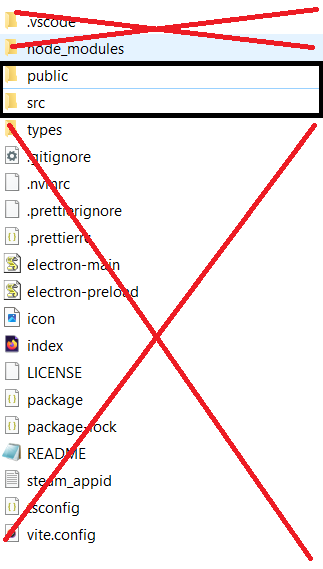 .vscode
node_modules
public
src
types
.gitignore
.nvmrc
.prettierignore
.prettierrc
electron-main
electron-preload
icon
index
LICENSE
package
package-lock
README
steam_appid
tsconfig
vite.config